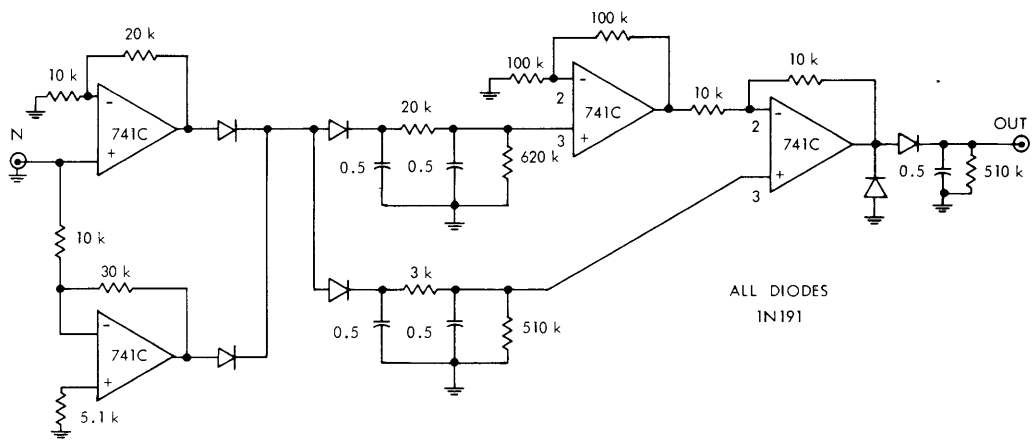 20 k
10 k
-
741C
+
N
10 k
30 k
-
741C
+
5.1 k
20 k
0.5
0.5
620 k
3 k
0.5
0.5
510 k
100 k
100 k
-
2
741C
3
+
10 k
10 k
-
2
741C
+
3
OUT
0.5
510 k
ALL DIODES
1N191